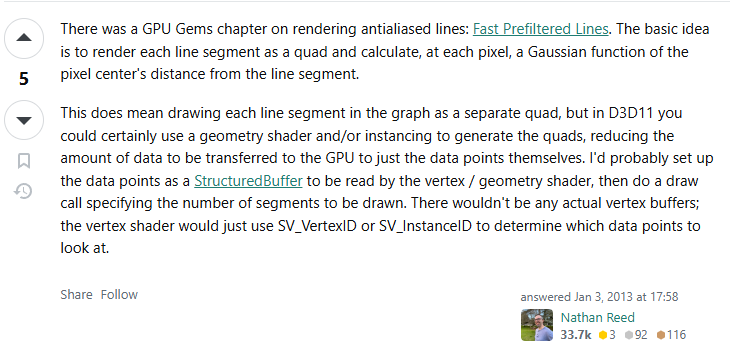 There was a GPU Gems chapter on rendering antialiased lines: Fast Prefiltered Lines. The basic idea
is to render each line segment as a quad and calculate, at each pixel, a Gaussian function of the
pixel center's distance from the line segment.
5
This does mean drawing each line segment in the graph as a separate quad, but in D3D11 you
could certainly use a geometry shader and/or instancing to generate the quads, reducing the
amount of data to be transferred to the GPU to just the data points themselves. I'd probably set up
the data points as a StructuredBuffer to be read by the vertex / geometry shader, then do a draw
call specifying the number of segments to be drawn. There wouldn't be any actual vertex buffers;
the vertex shader would just use SV_VertexID or SV_InstanceID to determine which data points to
look at.
Share Follow
answered Jan 3, 2013 at 17:58
Nathan Reed
33.7k 3 92 116